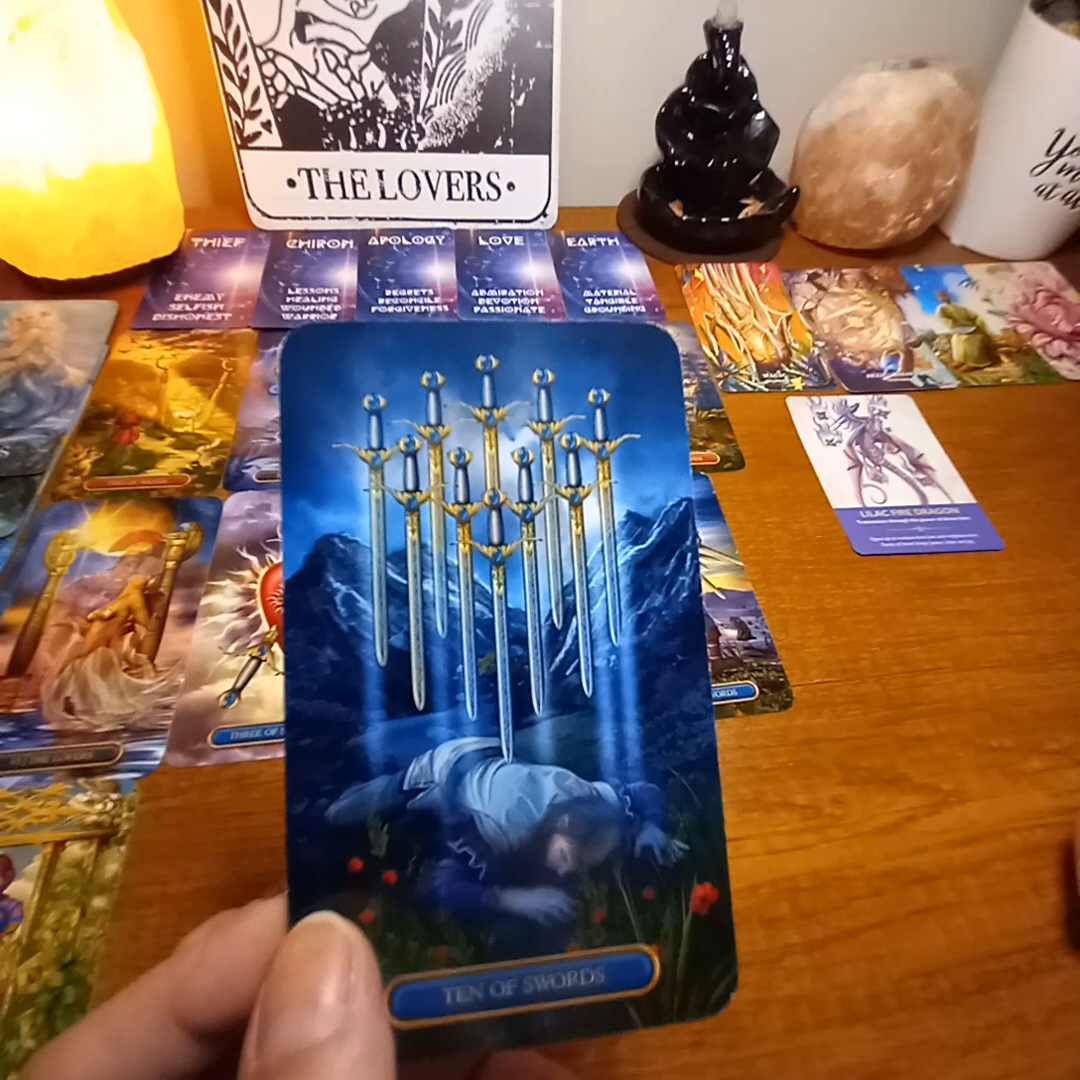 •THE LOVERS•
THIEF
ENEMY
SELFISH
DISHONEST
CHIRON
LESSONS
HEALING
WOUNDED
WARRIOR
APOLOGY
REGRETS
RECONCILE
FORGIVENESS
LOVE
ADMIRATION
DEVOTION
PASSIONATE
EARTH
MATERIAL
TANGIBLE
GROUNDING
LILAC FIRE DRAGON
THREE OF
TEN OF SWORDS